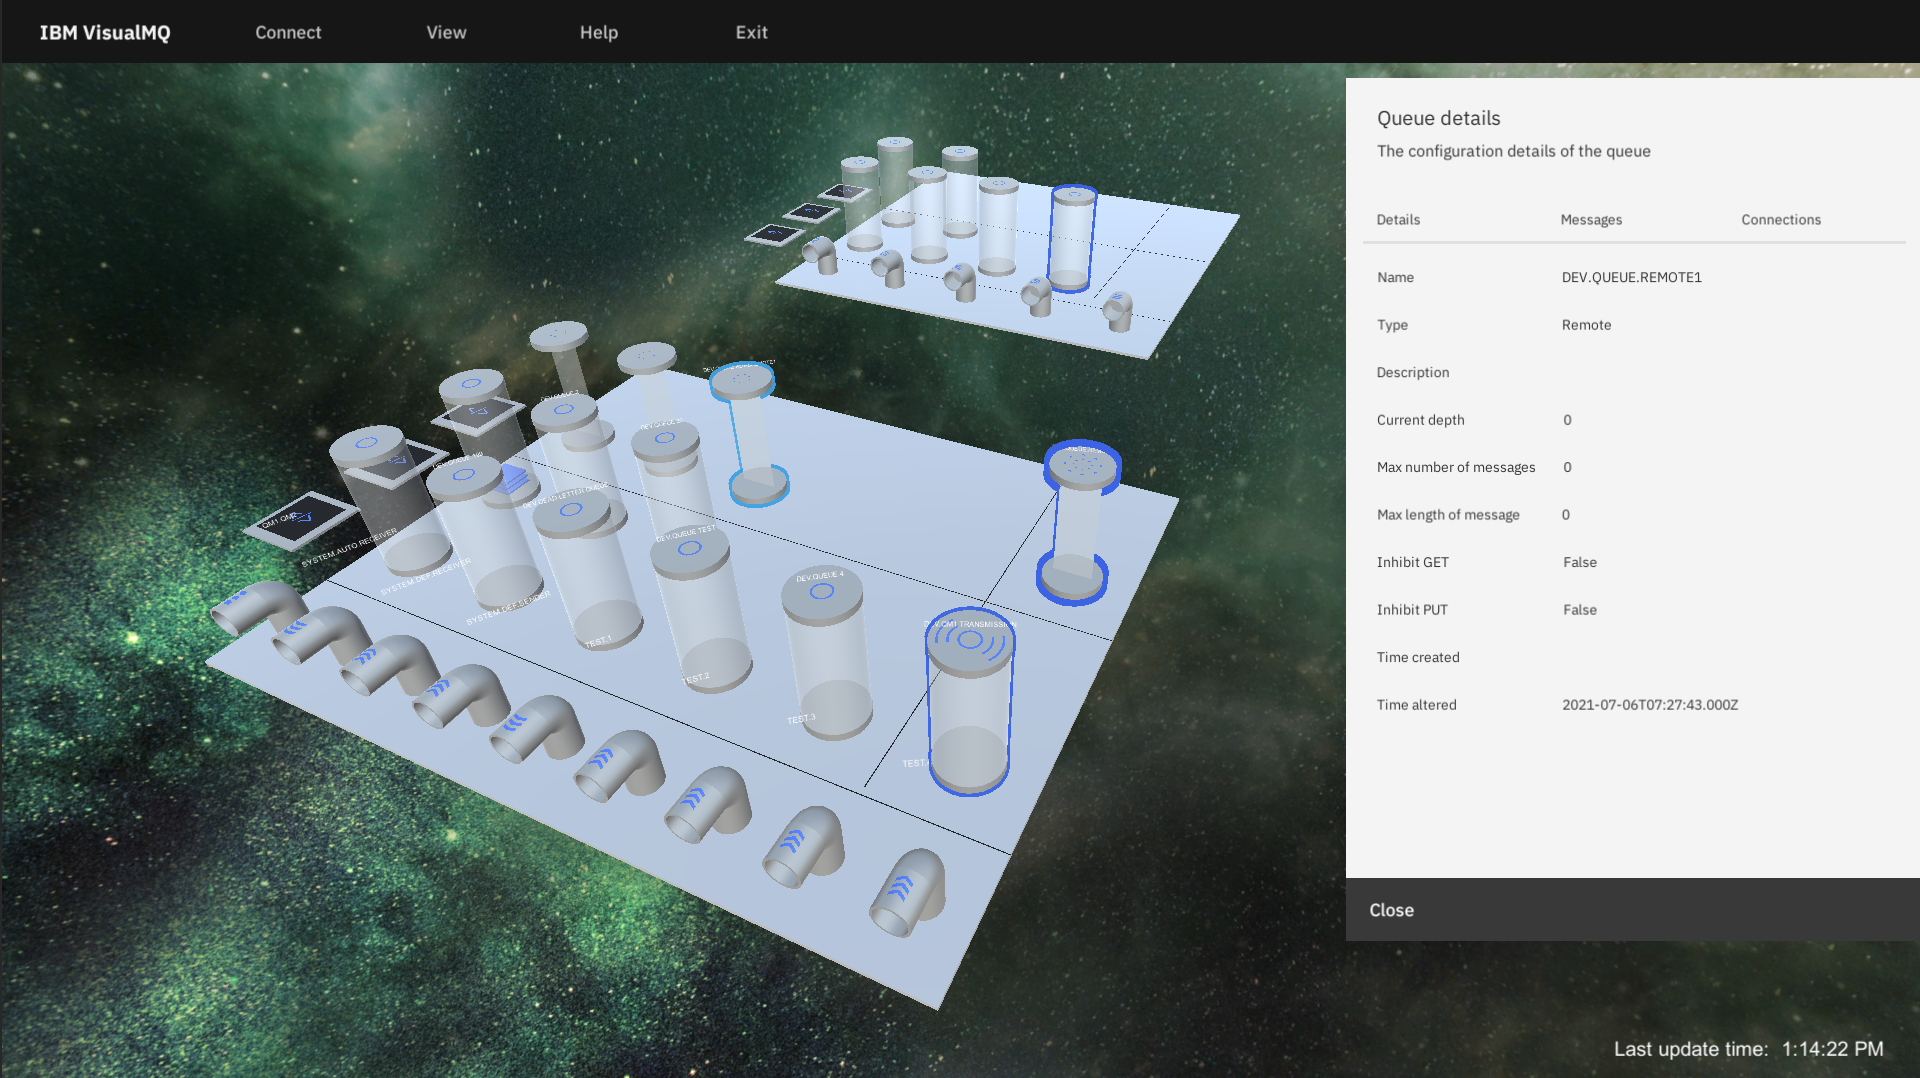 IBM VisualMQ
Connect
View
Help
Exit
Queue details
The configuration details of the queue
Details
Messages
Connections
Name
DEV.QUEUE.REMOTE1
Type
Remote
Description
Current depth
0
Max number of messages
0
Max length of message
0
Inhibit GET
False
Inhibit PUT
False
Time created
Time altered
2021-07-06T07:27:43.000Z
Close
DEV.DEAD.LETTER.QUEUE
DEV.QUEUE.TEST
DEV.QUEUE.4
SYSTEM.AUTO.RECEIVER
SYSTEM.DEF.RECEIVER
SYSTEM.DEF.SENDER
TEST.1
TEST.2
TEST.3
Last update time: 1:14:22 PM